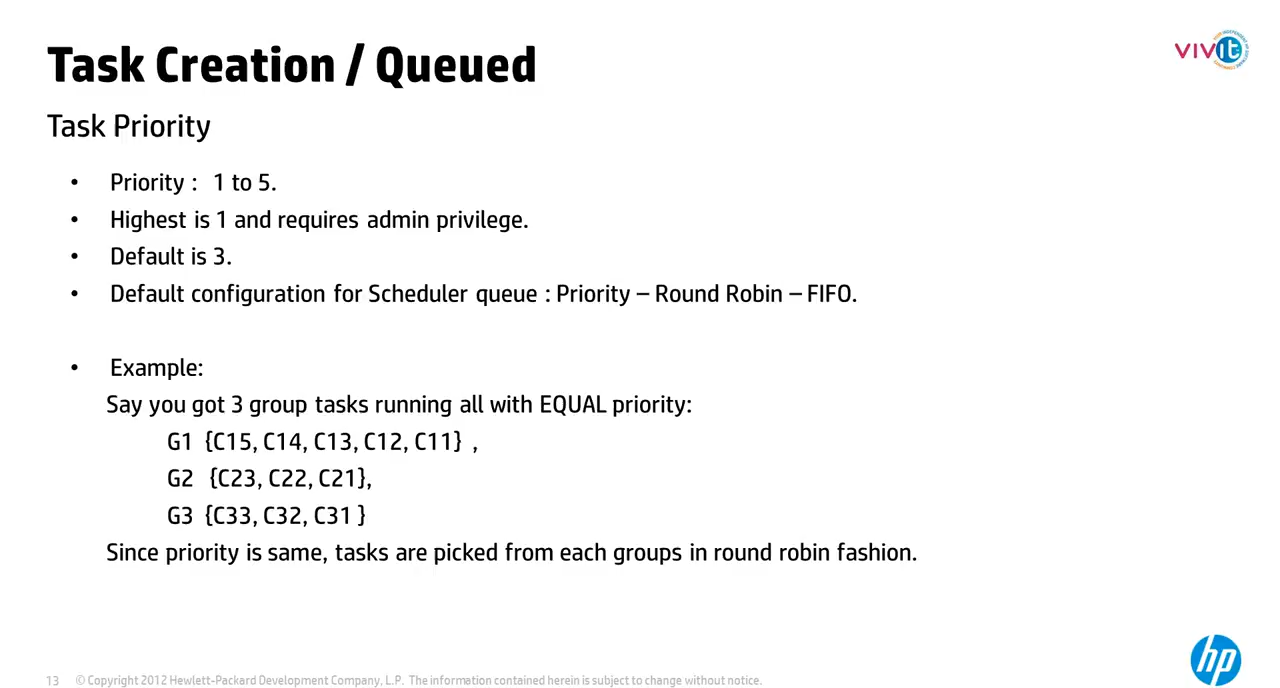 Task Creation / Queued
VIVIt
Task Priority
• Priority : 1 to 5.
• Highest is 1 and requires admin privilege.
• Default is 3.
• Default configuration for Scheduler queue : Priority – Round Robin – FIFO.
• Example:
Say you got 3 group tasks running all with EQUAL priority:
G1 {C15, C14, C13, C12, C11} ,
G2 {C23, C22, C21},
G3 {C33, C32, C31 }
Since priority is same, tasks are picked from each groups in round robin fashion.
hp
13 © Copyright 2012 Hewlett-Packard Development Company, L.P. The information contained herein is subject to change without notice.